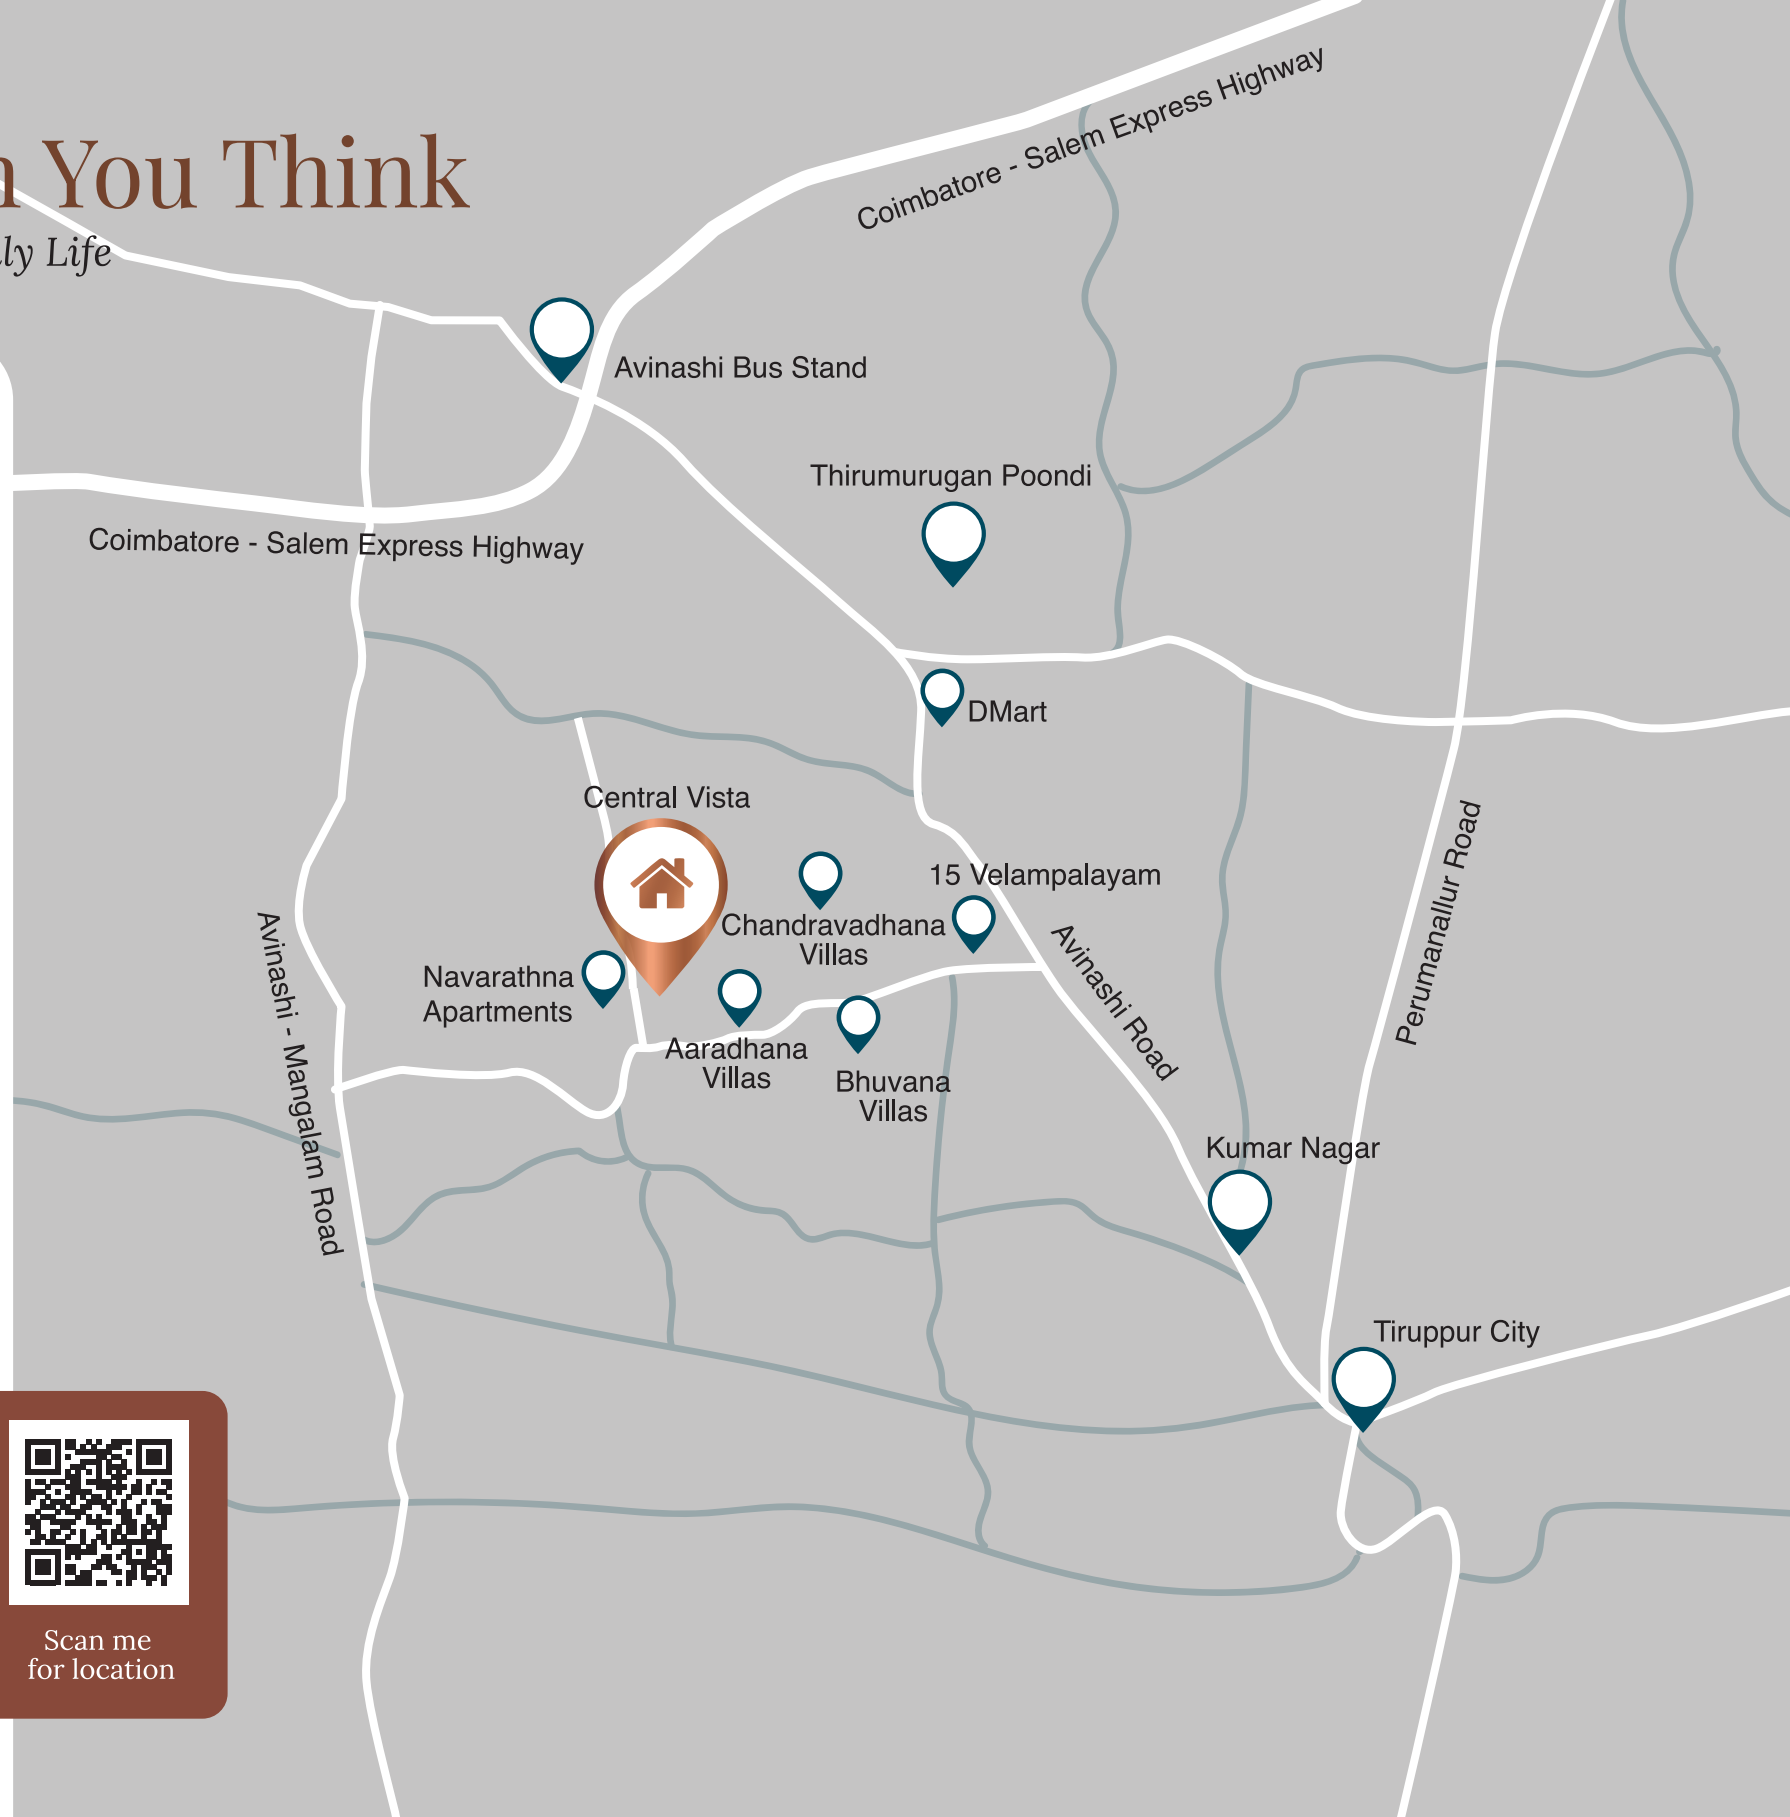 You Think
Life
Coimbatore - Salem Express Highway
Avinashi Bus Stand
Thirumurugan Poondi
Coimbatore - Salem Express Highway
DMart
Central Vista
Perumanallur Road
15 Velampalayam
Chandravadhana
Villas
Avinashi - Mangalam Road
Avinashi Road
Navarathna
Apartments
Aaradhana
Villas
Bhuvana
Villas
Kumar Nagar
Tiruppur City
Scan me
for location